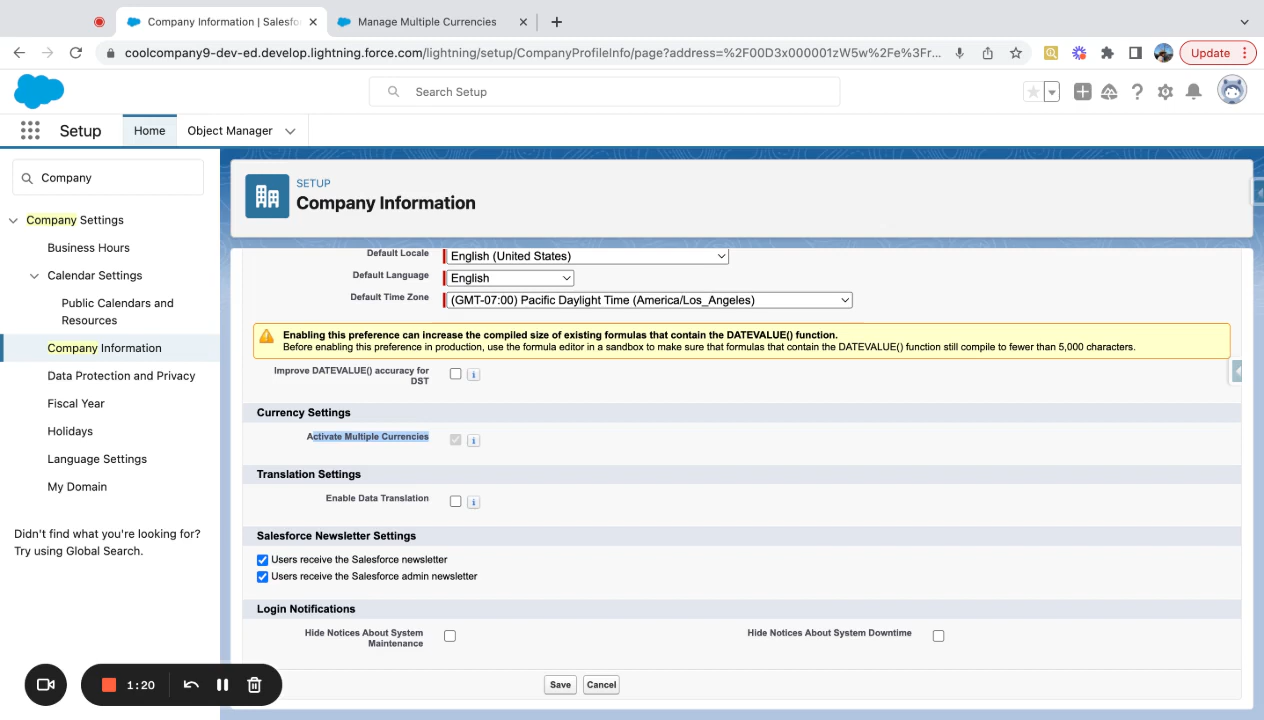 Company Information | Salesfo
Manage Multiple Currencies
coolcompany9-dev-ed.develop.lightning.force.com/lightning/setup/CompanyProfileInfo/page?address=%2F00D3x000001zW5w%2Fe%3Fr...
Update
Search Setup
Setup
Home
Object Manager
Company
Company Settings
Business Hours
Calendar Settings
Public Calendars and
Resources
Company Information
Data Protection and Privacy
Fiscal Year
Holidays
Language Settings
My Domain
Didn't find what you're looking for?
Try using Global Search.
SETUP
Company Information
Default Locale English (United States)
Default Language English
Default Time Zone (GMT-07:00) Pacific Daylight Time (America/Los_Angeles)
Enabling this preference can increase the compiled size of existing formulas that contain the DATEVALUE() function.
Before enabling this preference in production, use the formula editor in a sandbox to make sure that formulas that contain the DATEVALUE() function still compile to fewer than 5,000 characters.
Improve DATEVALUE() accuracy for
DST
Currency Settings
Activate Multiple Currencies
Translation Settings
Enable Data Translation
Salesforce Newsletter Settings
Users receive the Salesforce newsletter
Users receive the Salesforce admin newsletter
Login Notifications
Hide Notices About System
Maintenance
Hide Notices About System Downtime
Save
Cancel
1:20